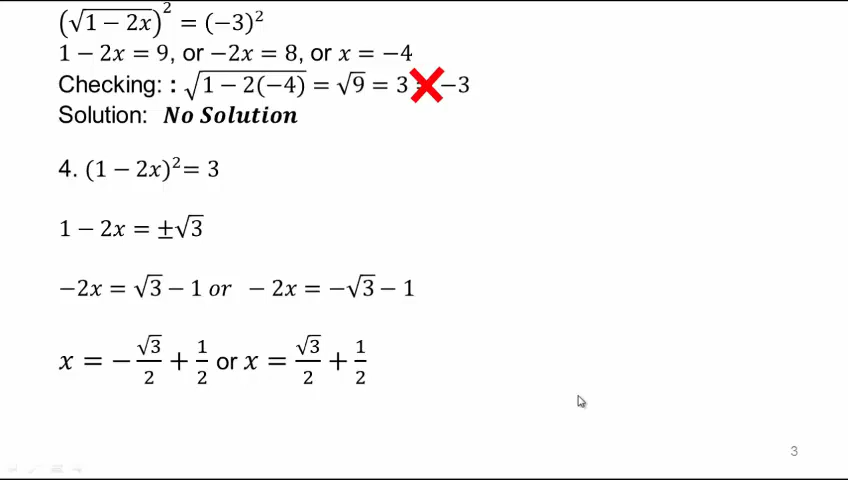 (√(1 − 2x))² = (−3)²
1 − 2x = 9, or −2x = 8, or x = −4
Checking: : √(1 − 2(−4)) = √9 = 3 ❌ −3
Solution: No Solution
4. (1 − 2x)² = 3
1 − 2x = ±√3
−2x = √3 − 1 or − 2x = −√3 − 1
x = −√3/2 + 1/2 or x = √3/2 + 1/2
3